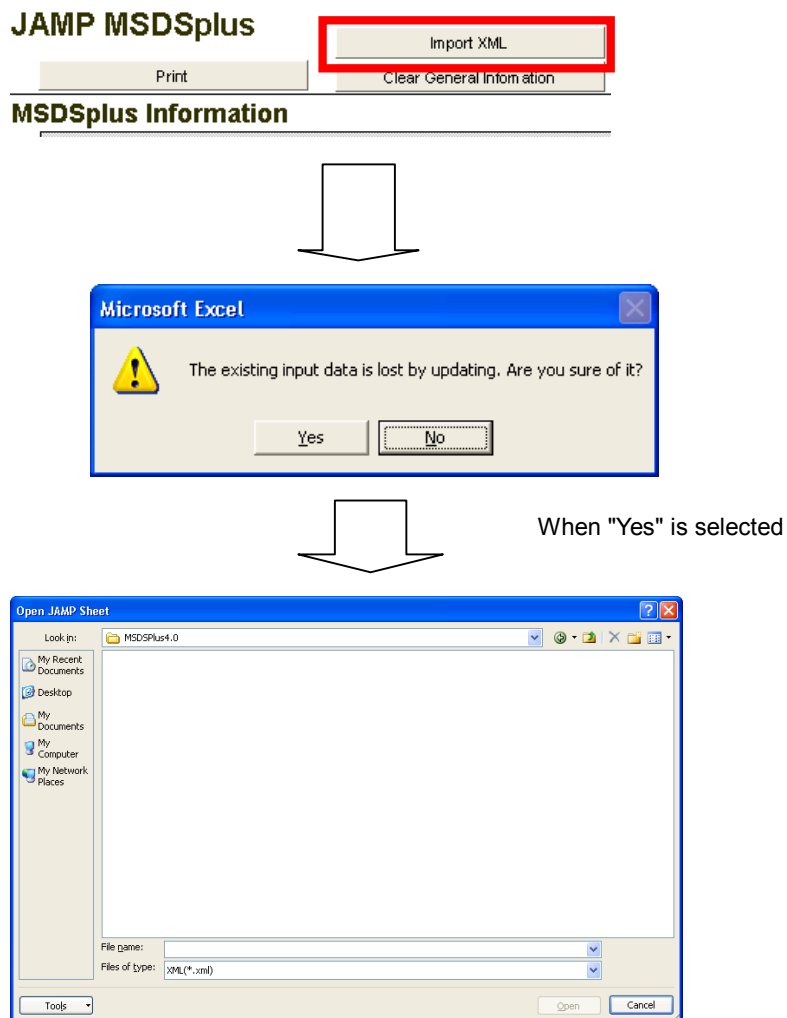 JAMP MSDSplus
Import XML
Print
Clear General Infom ation
MSDSplus Information
Microsoft Excel
The existing input data is lost by updating. Are you sure of it?
Yes
No
When "Yes" is selected
Open JAMP Sheet
Look in:
MSDSPlus4.0
My Recent
Documents
Desktop
My
Documents
My
Computer
My Network
Places
File name:
Files of type:
XML(*.xml)
Tools
Open
Cancel